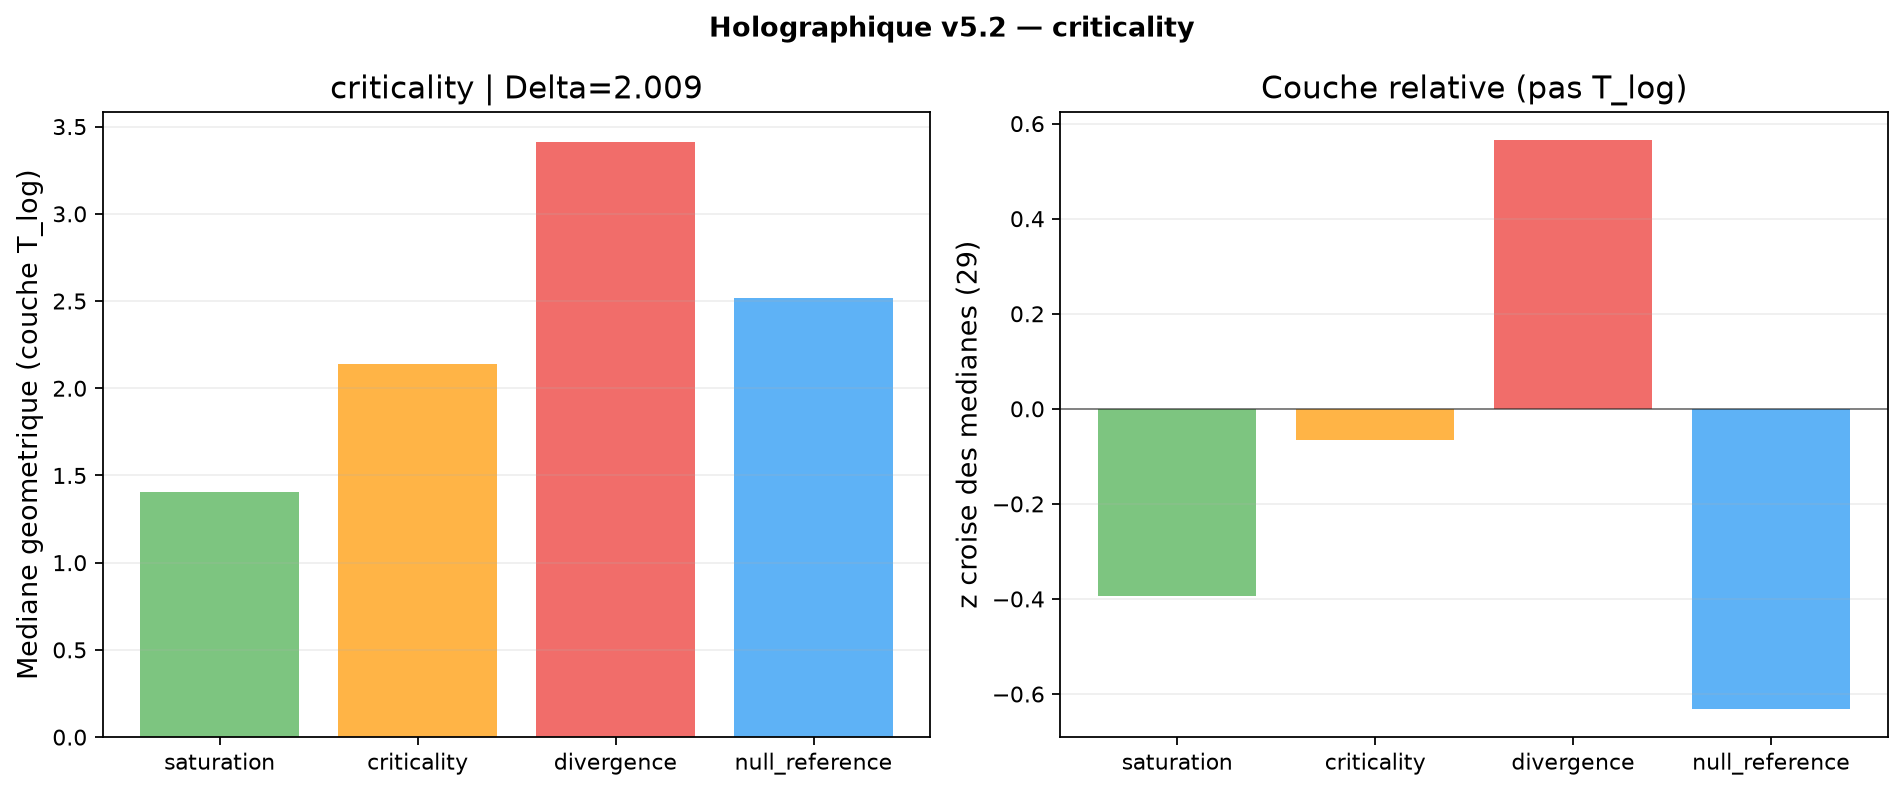 Holographique v5.2 — criticality
criticality | Delta=2.009
Mediane geometrique (couche T_log)
3.5
3.0
2.5
2.0
1.5
1.0
0.5
0.0
saturation
criticality
divergence
null_reference
Couche relative (pas T_log)
z croise des medianes (29)
0.6
0.4
0.2
0.0
−0.2
−0.4
−0.6
saturation
criticality
divergence
null_reference